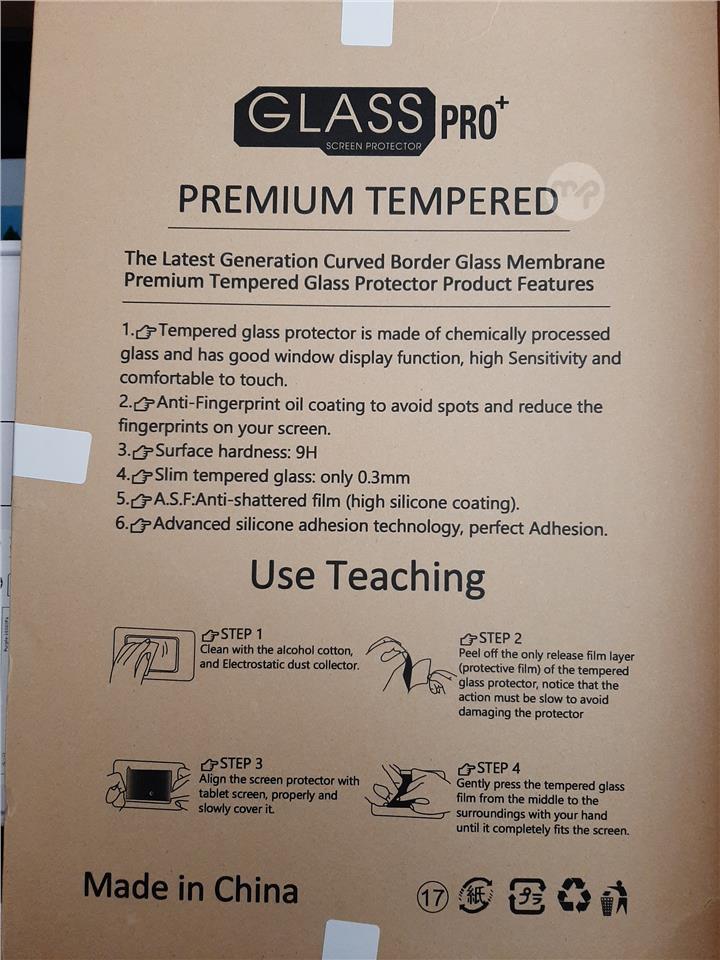 GLASS PRO+
SCREEN PROTECTOR
mp
PREMIUM TEMPERED
The Latest Generation Curved Border Glass Membrane
Premium Tempered Glass Protector Product Features
1.👉Tempered glass protector is made of chemically processed
glass and has good window display function, high Sensitivity and
comfortable to touch.
2.👉Anti-Fingerprint oil coating to avoid spots and reduce the
fingerprints on your screen.
3.👉Surface hardness: 9H
4.👉Slim tempered glass: only 0.3mm
5.👉A.S.F:Anti-shattered film (high silicone coating).
6.👉Advanced silicone adhesion technology, perfect Adhesion.
Use Teaching
👉STEP 1
Clean with the alcohol cotton,
and Electrostatic dust collector.
👉STEP 2
Peel off the only release film layer
(protective film) of the tempered
glass protector, notice that the
action must be slow to avoid
damaging the protector
👉STEP 3
Align the screen protector with
tablet screen, properly and
slowly cover it.
👉STEP 4
Gently press the tempered glass
film from the middle to the
surroundings with your hand
until it completely fits the screen.
Made in China
17 紙 プラ